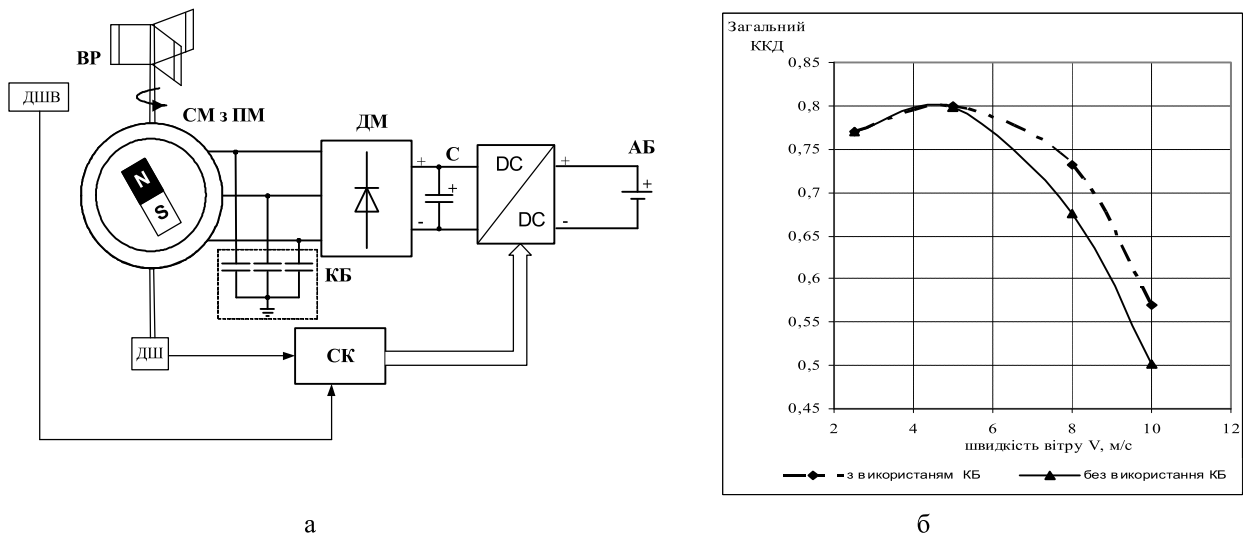 ВР
ДШВ
СМ з ПМ
N
S
ДМ
+
-
С
+
DC
DC
+
-
АБ
+
КБ
ДШ
СК
а
Загальний
ККД
0,85
0,8
0,75
0,7
0,65
0,6
0,55
0,5
0,45
2 4 6 8 10 12
швидкість вітру V, м/с
з використаням КБ
без використання КБ
б